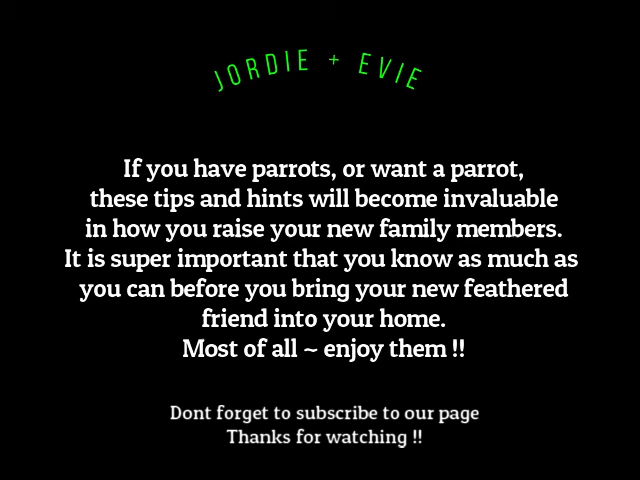 JORDIE + EVIE
If you have parrots, or want a parrot,
these tips and hints will become invaluable
in how you raise your new family members.
It is super important that you know as much as
you can before you bring your new feathered
friend into your home.
Most of all ~ enjoy them !!
Dont forget to subscribe to our page
Thanks for watching !!